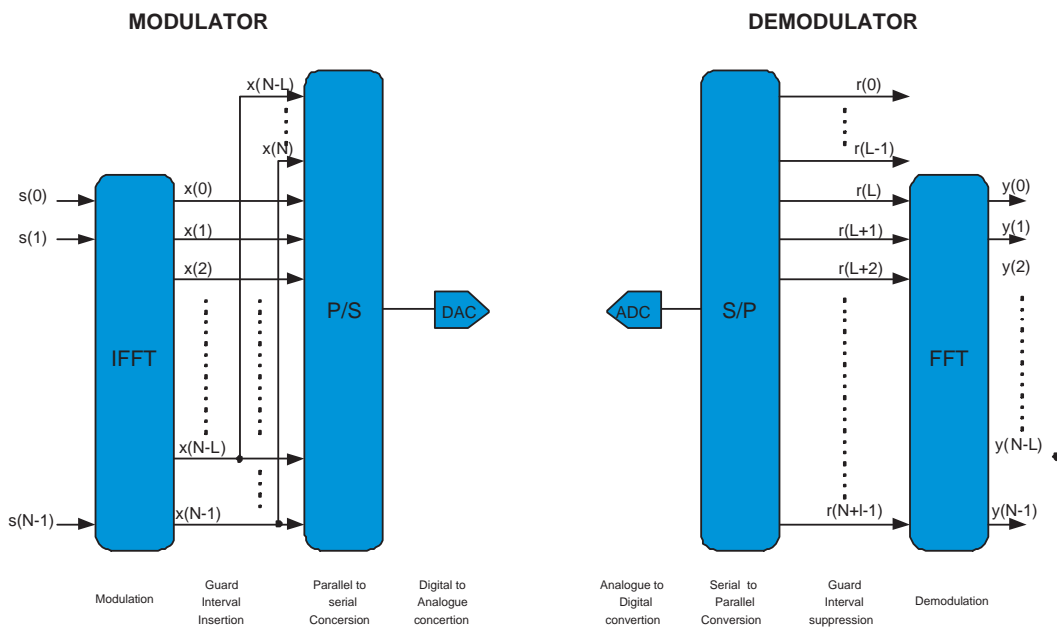 MODULATOR
x(N-L)
x(N)
s(0)
x(0)
s(1)
x(1)
x(2)
IFFT
P/S
DAC
x(N-L)
s(N-1)
x(N-1)
Modulation
Guard
Interval
Insertion
Parallel to
serial
Concersion
Digital to
Analogue
concertion
DEMODULATOR
r(0)
r(L-1)
r(L)
y(0)
r(L+1)
y(1)
r(L+2)
y(2)
ADC
S/P
FFT
y(N-L)
r(N+l-1)
y(N-1)
Analogue to
Digital
convertion
Serial to
Parallel
Conversion
Guard
Interval
suppression
Demodulation